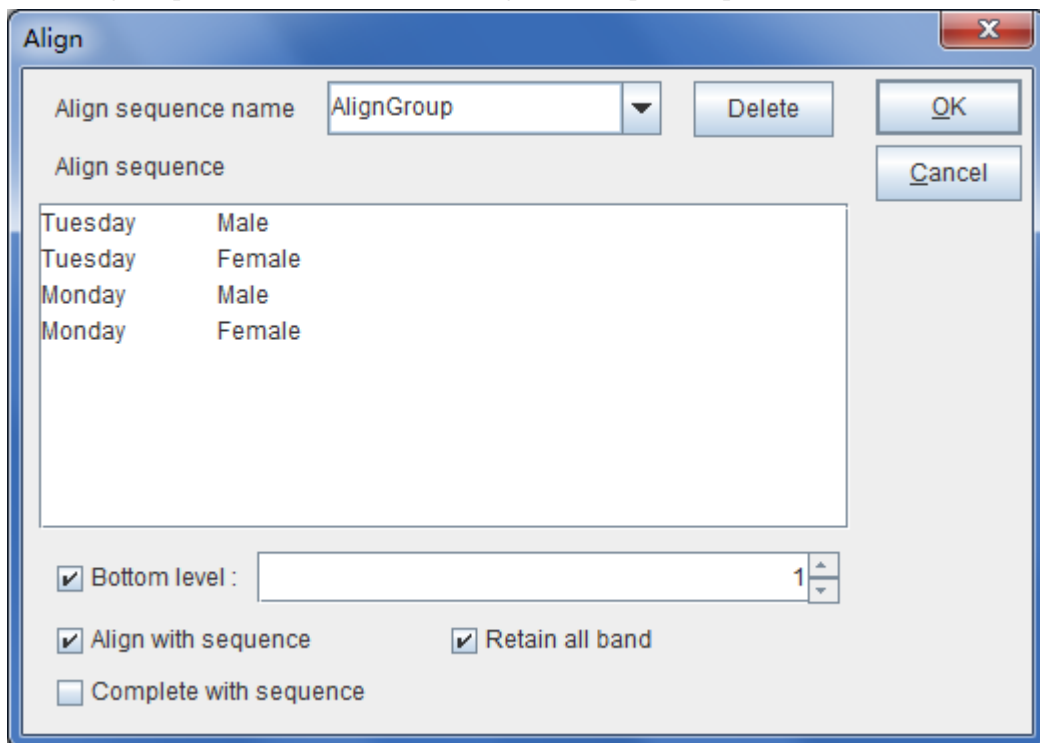 Align
Align sequence name AlignGroup Delete OK
Align sequence Cancel
Tuesday Male
Tuesday Female
Monday Male
Monday Female
Bottom level : 1
Align with sequence Retain all band
Complete with sequence